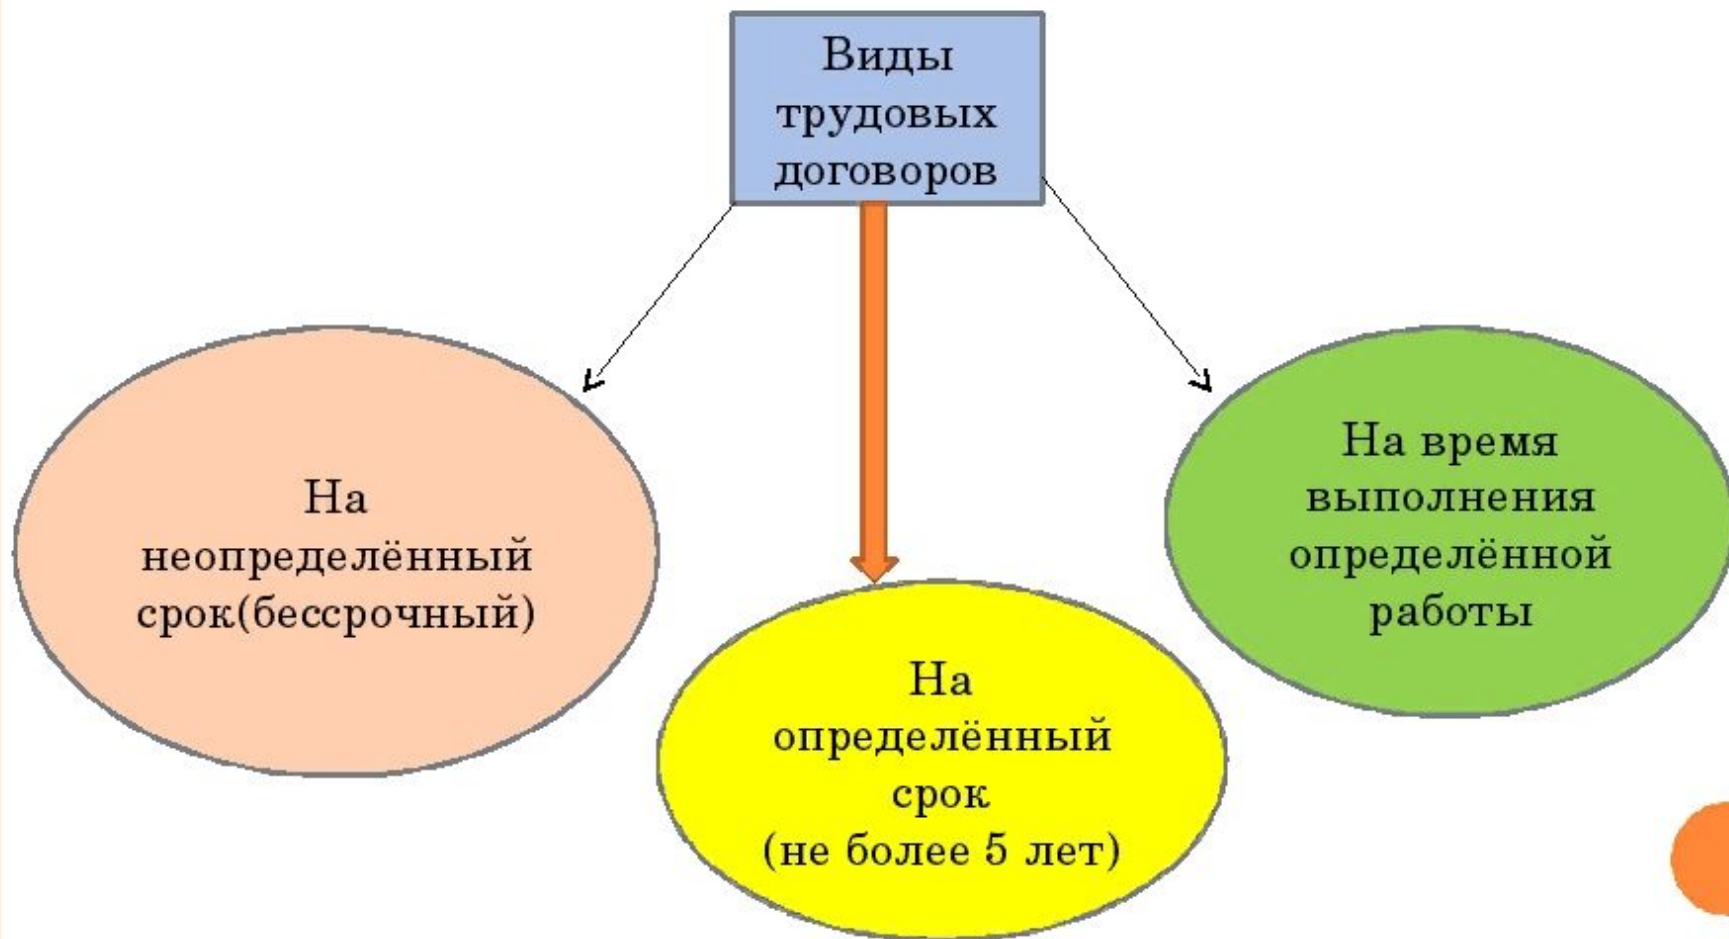 Виды
трудовых
договоров
На
неопределённый
срок(бессрочный)
На
определённый
срок
(не более 5 лет)
На время
выполнения
определённой
работы